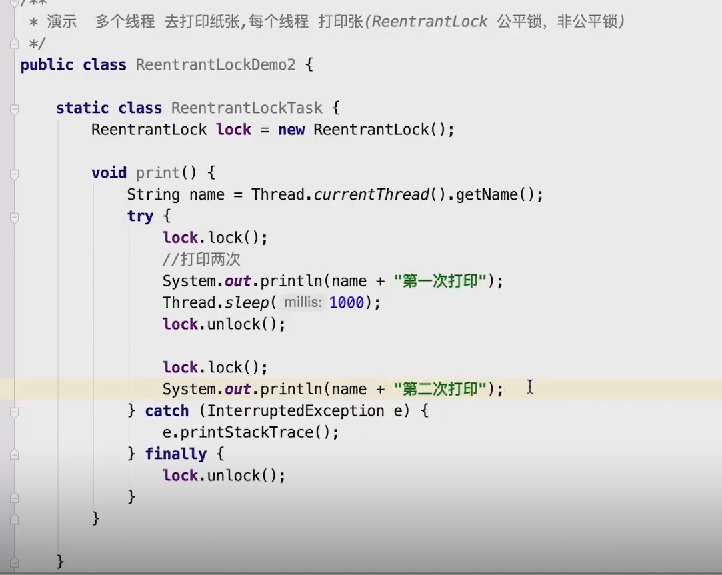 /**
* 演示  多个线程 去打印纸张,每个线程 打印张(ReentrantLock 公平锁，非公平锁)
*/
public class ReentrantLockDemo2 {
static class ReentrantLockTask {
ReentrantLock lock = new ReentrantLock();
void print() {
String name = Thread.currentThread().getName();
try {
lock.lock();
//打印两次
System.out.println(name + "第一次打印");
Thread.sleep( millis: 1000);
lock.unlock();
lock.lock();
System.out.println(name + "第二次打印");
} catch (InterruptedException e) {
e.printStackTrace();
} finally {
lock.unlock();
}
}
}